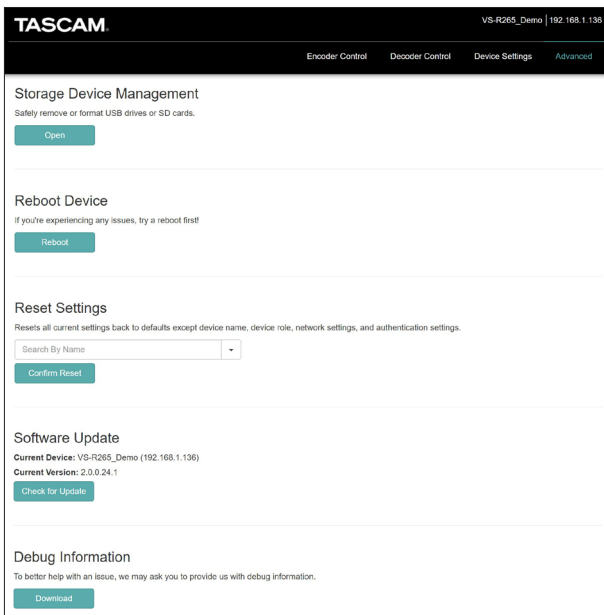 TASCAM.
VS-R265_Demo | 192.168.1.136
Encoder Control Decoder Control Device Settings Advanced
Storage Device Management
Safely remove or format USB drives or SD cards.
Open
Reboot Device
If you're experiencing any issues, try a reboot first!
Reboot
Reset Settings
Resets all current settings back to defaults except device name, device role, network settings, and authentication settings.
Search By Name
Confirm Reset
Software Update
Current Device: VS-R265_Demo (192.168.1.136)
Current Version: 2.0.0.24.1
Check for Update
Debug Information
To better help with an issue, we may ask you to provide us with debug information.
Download